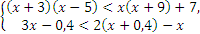 (x + 3)(x − 5) < x(x + 9) + 7,
3x − 0,4 < 2(x + 0,4) − x